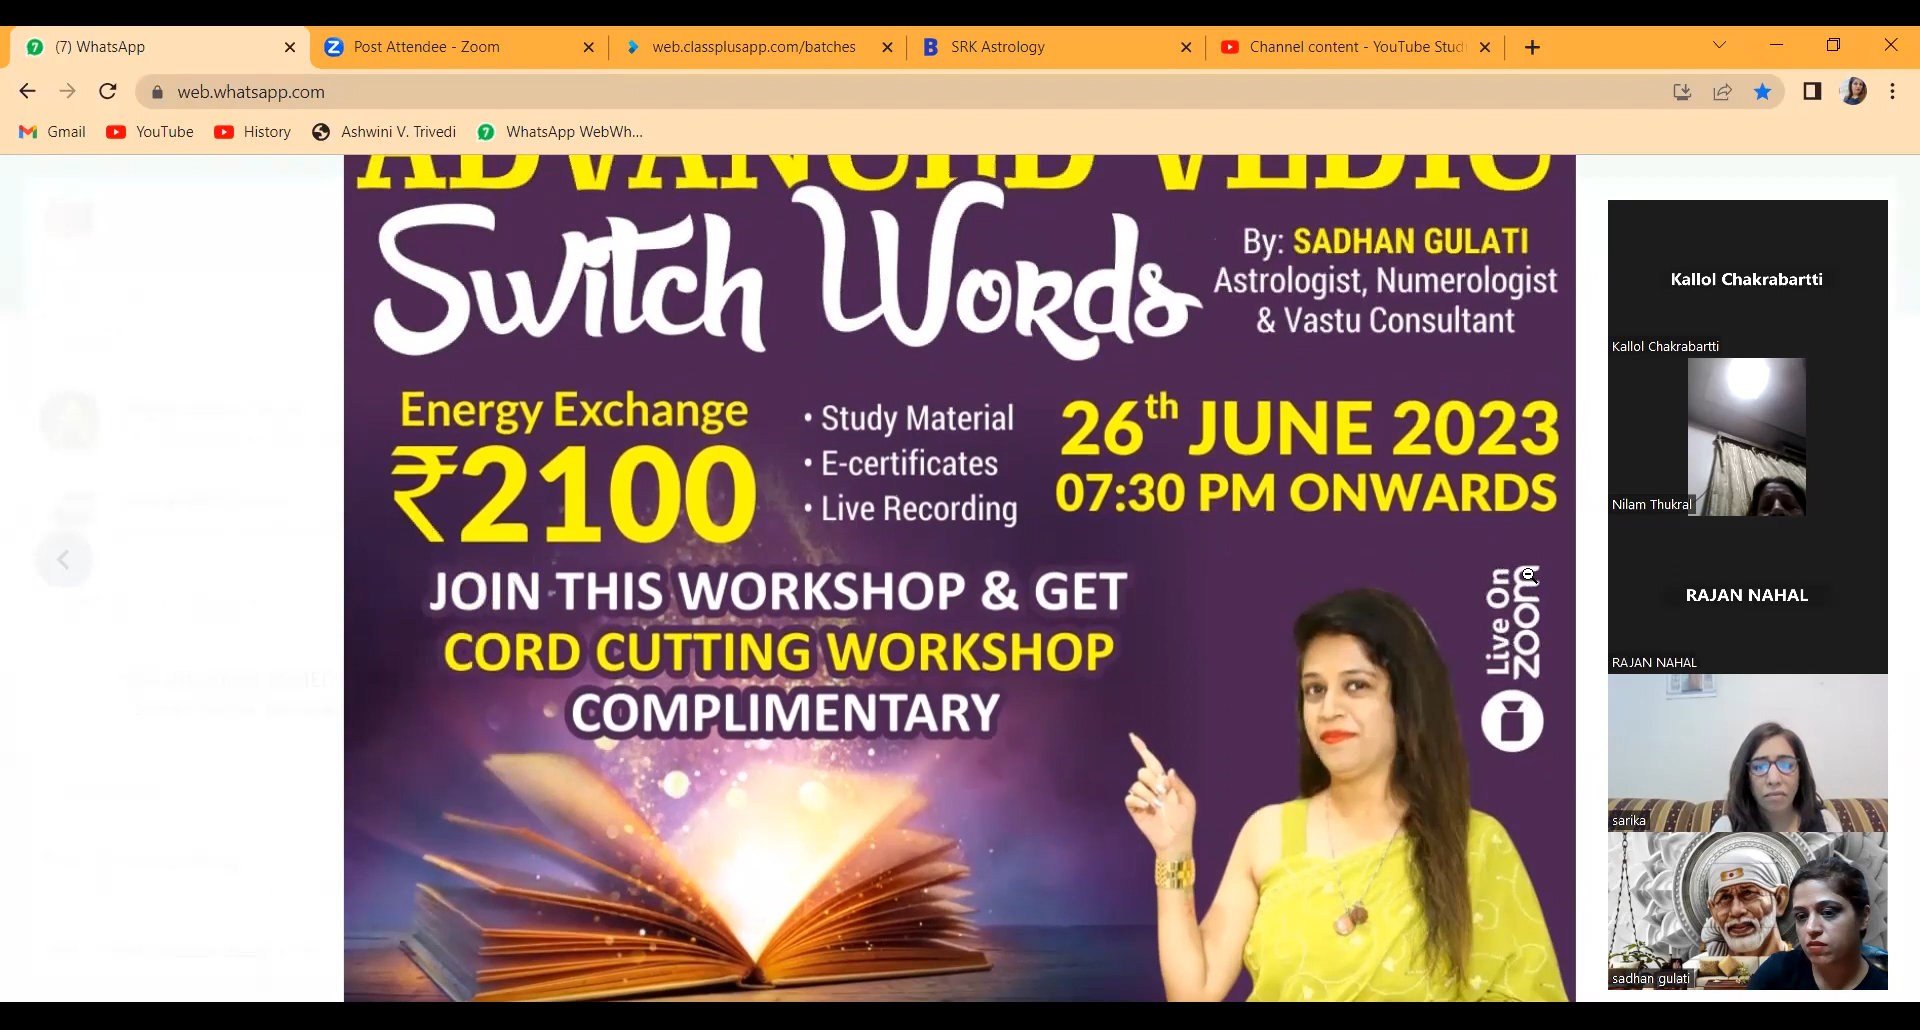 (7) WhatsApp
Post Attendee - Zoom
web.classplusapp.com/batches
SRK Astrology
Channel content - YouTube Stud
web.whatsapp.com
Gmail
YouTube
History
Ashwini V. Trivedi
WhatsApp WebWh...
ADVANCED VEDIC
Switch Words
By: SADHAN GULATI
Astrologist, Numerologist
& Vastu Consultant
Energy Exchange
₹2100
• Study Material
• E-certificates
• Live Recording
26th JUNE 2023
07:30 PM ONWARDS
JOIN THIS WORKSHOP & GET
CORD CUTTING WORKSHOP
COMPLIMENTARY
Live On
zoom
Kallol Chakrabartti
Kallol Chakrabartti
Nilam Thukral
RAJAN NAHAL
RAJAN NAHAL
sarika
sadhan gulati